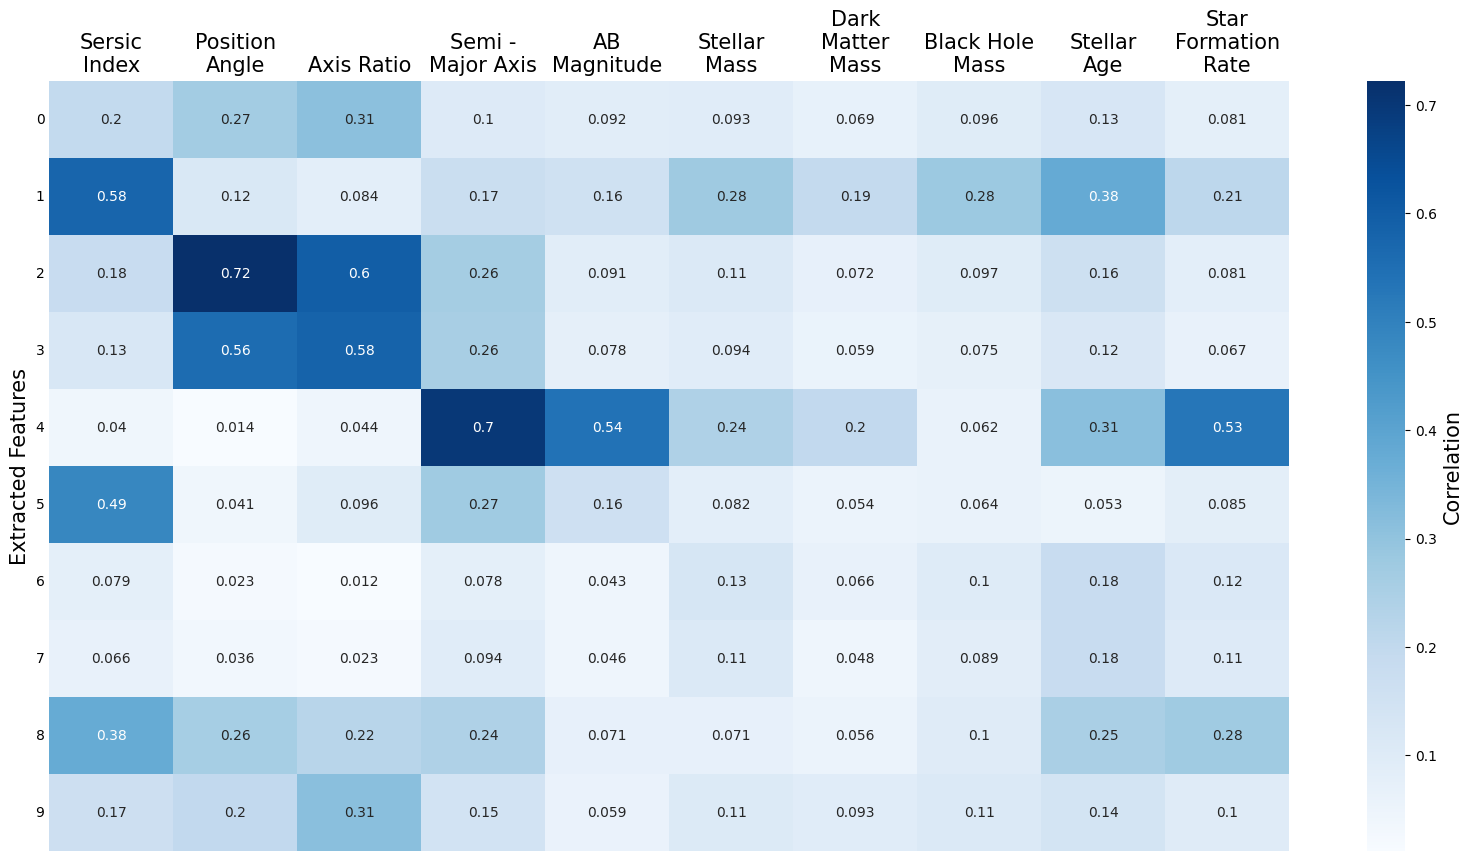 Sersic Index
Position Angle
Axis Ratio
Semi - Major Axis
AB Magnitude
Stellar Mass
Dark Matter Mass
Black Hole Mass
Stellar Age
Star Formation Rate
Extracted Features
0 0.2 0.27 0.31 0.1 0.092 0.093 0.069 0.096 0.13 0.081
1 0.58 0.12 0.084 0.17 0.16 0.28 0.19 0.28 0.38 0.21
2 0.18 0.72 0.6 0.26 0.091 0.11 0.072 0.097 0.16 0.081
3 0.13 0.56 0.58 0.26 0.078 0.094 0.059 0.075 0.12 0.067
4 0.04 0.014 0.044 0.7 0.54 0.24 0.2 0.062 0.31 0.53
5 0.49 0.041 0.096 0.27 0.16 0.082 0.054 0.064 0.053 0.085
6 0.079 0.023 0.012 0.078 0.043 0.13 0.066 0.1 0.18 0.12
7 0.066 0.036 0.023 0.094 0.046 0.11 0.048 0.089 0.18 0.11
8 0.38 0.26 0.22 0.24 0.071 0.071 0.056 0.1 0.25 0.28
9 0.17 0.2 0.31 0.15 0.059 0.11 0.093 0.11 0.14 0.1
0.7
0.6
0.5
0.4
0.3
0.2
0.1
Correlation